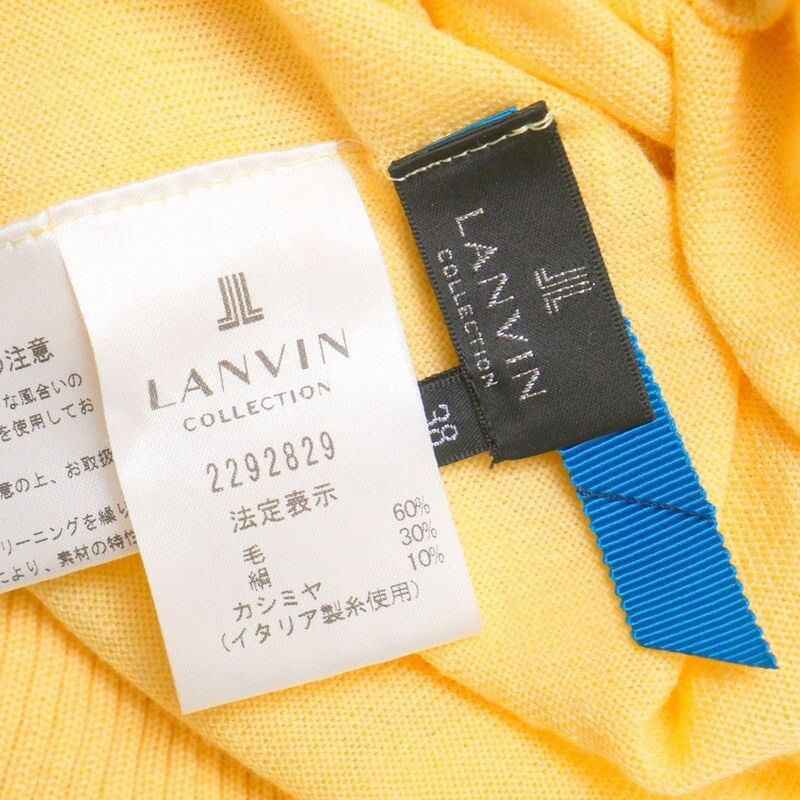 の注意
な風合いの
を使用してお
意の上、お取扱
リーニングを繰り
により、素材の特性
LANVIN
COLLECTION
2292829
法定表示
毛 60%
絹 30%
カシミヤ 10%
(イタリア製糸使用)
LANVIN
COLLECTION
38